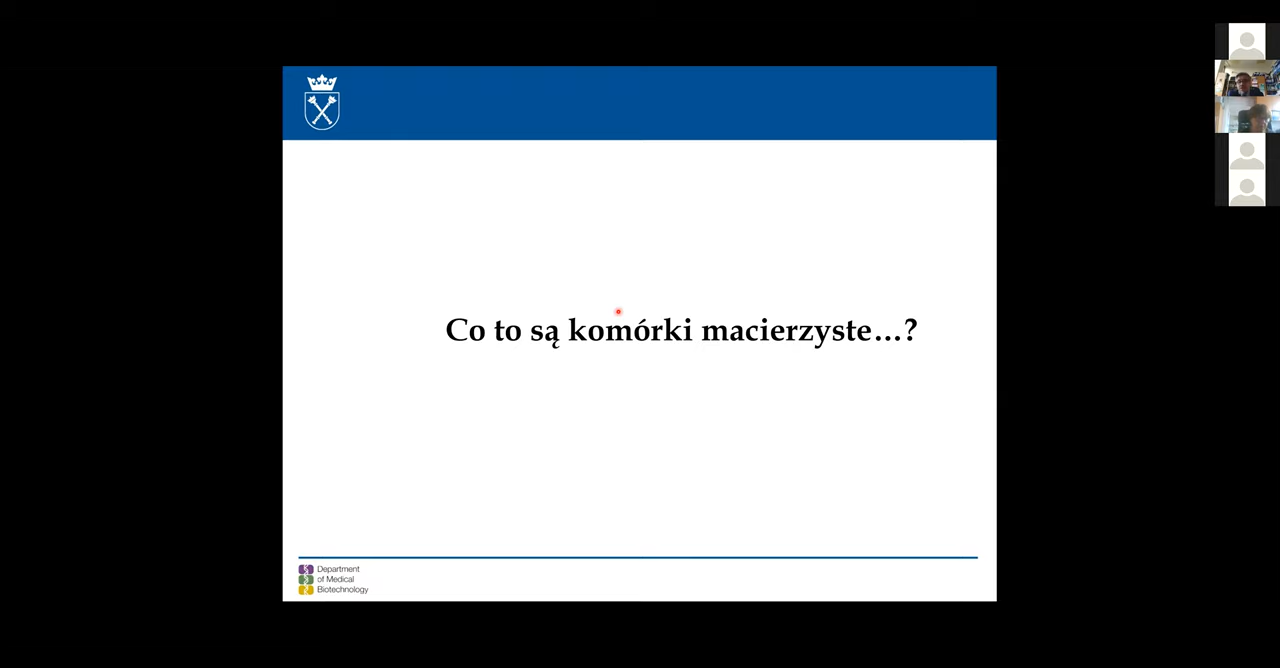 Co to są komórki macierzyste...?
Department
of Medical
Biotechnology